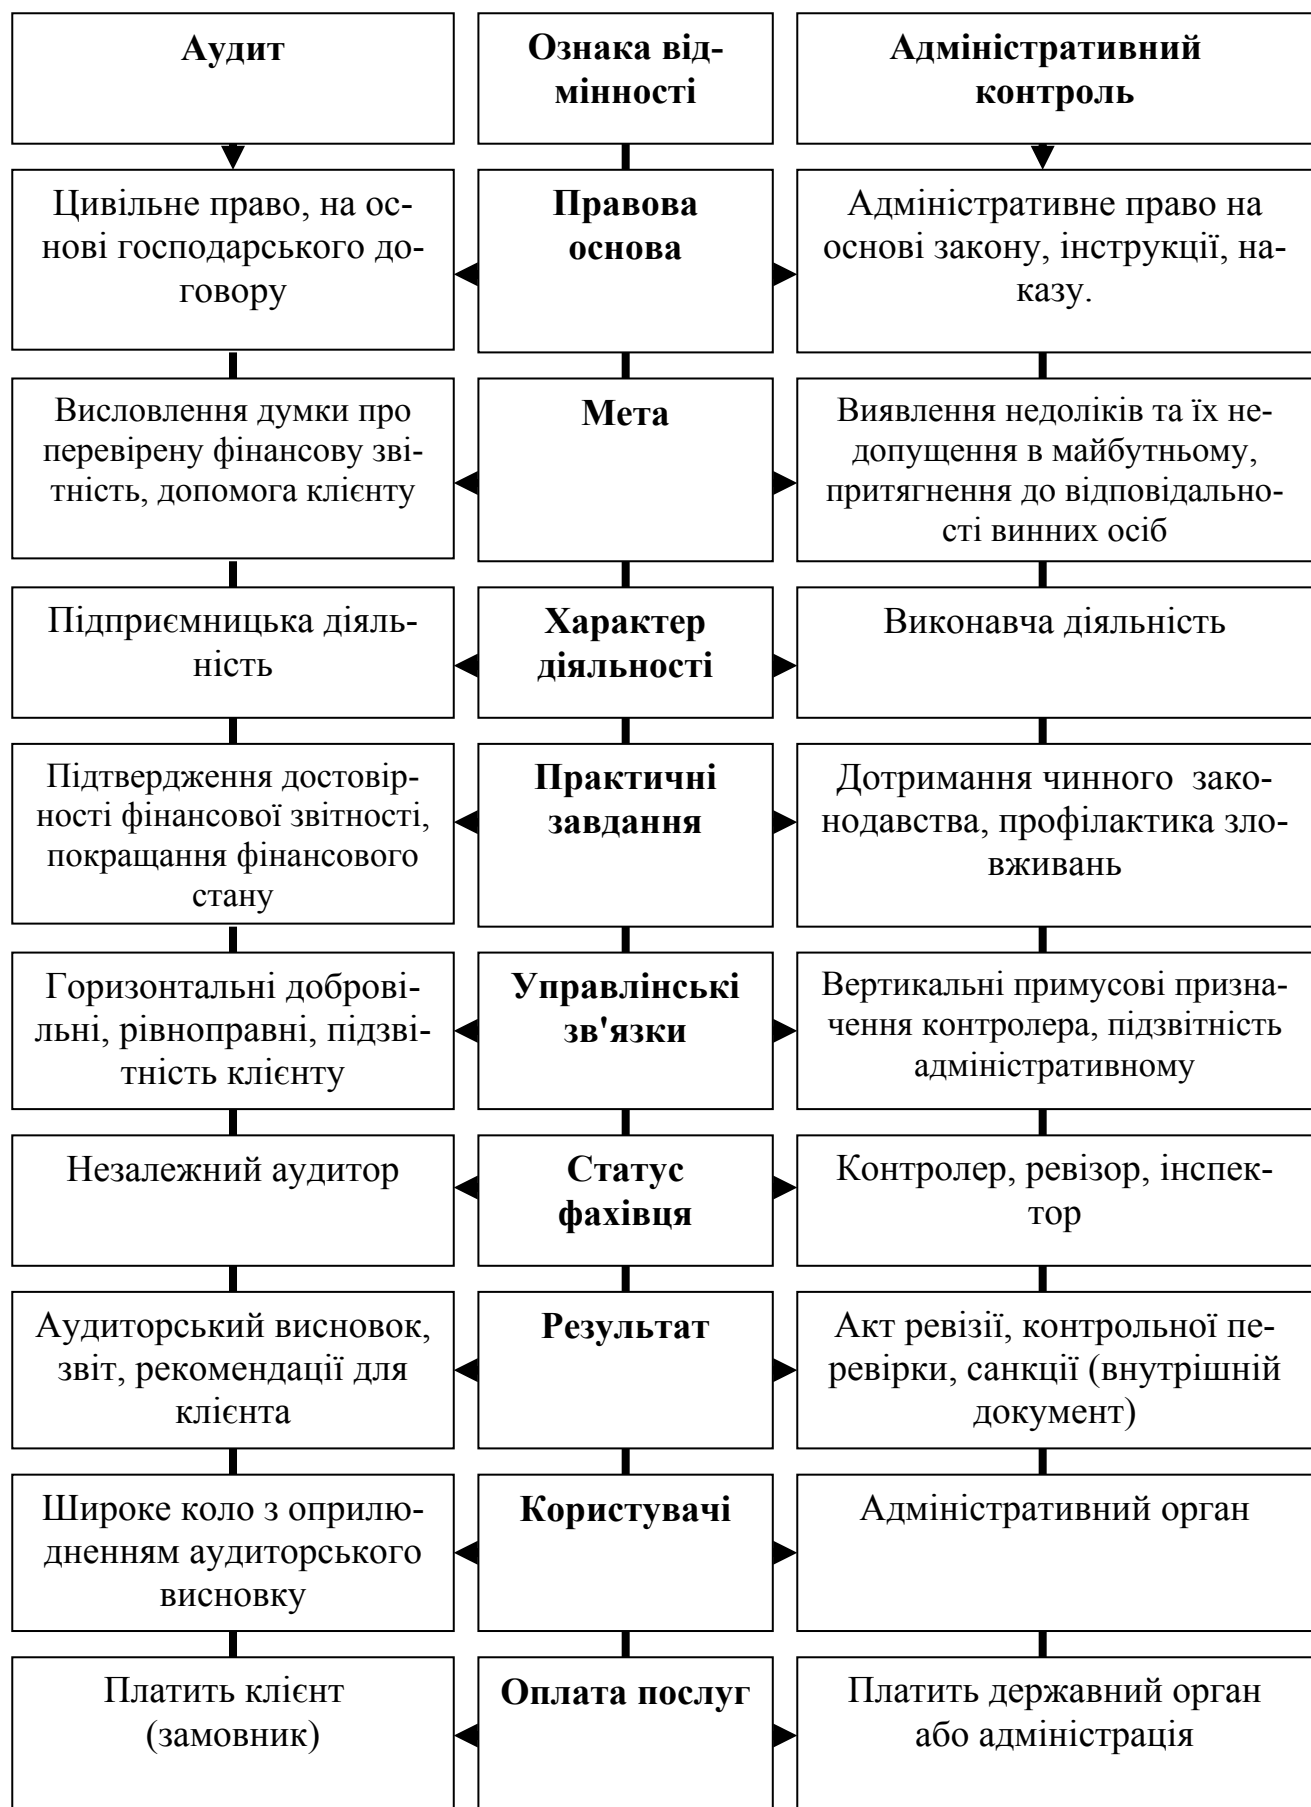 Аудит
Ознака від-
мінності
Адміністративний
контроль
Цивільне право, на ос-
нові господарського до-
говору
Правова
основа
Адміністративне право на
основі закону, інструкції, на-
казу.
Висловлення думки про
перевірену фінансову зві-
тність, допомога клієнту
Мета
Виявлення недоліків та їх не-
допущення в майбутньому,
притягнення до відповідально-
сті винних осіб
Підприємницька діяль-
ність
Характер
діяльності
Виконавча діяльність
Підтвердження достовір-
ності фінансової звітності,
покращання фінансового
стану
Практичні
завдання
Дотримання чинного зако-
нодавства, профілактика зло-
вживань
Горизонтальні доброві-
льні, рівноправні, підзві-
тність клієнту
Управлінські
зв'язки
Вертикальні примусові призна-
чення контролера, підзвітність
адміністративному
Незалежний аудитор
Статус
фахівця
Контролер, ревізор, інспек-
тор
Аудиторський висновок,
звіт, рекомендації для
клієнта
Результат
Акт ревізії, контрольної пе-
ревірки, санкції (внутрішній
документ)
Широке коло з оприлю-
дненням аудиторського
висновку
Користувачі
Адміністративний орган
Платить клієнт
(замовник)
Оплата послуг
Платить державний орган
або адміністрація